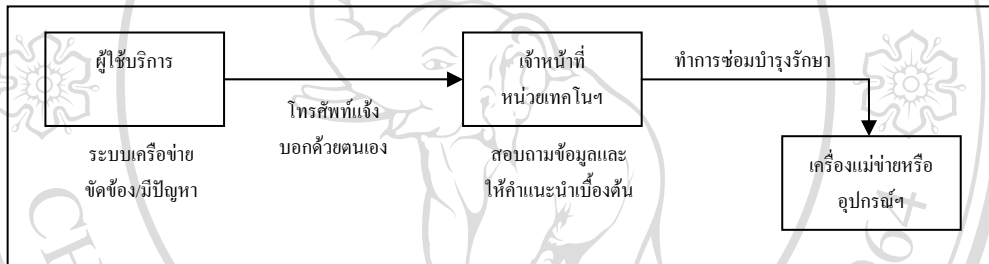 ผู้ใช้บริการ
ระบบเครือข่าย
ขัดข้อง/มีปัญหา
โทรศัพท์แจ้ง
บอกด้วยตนเอง
เจ้าหน้าที่
หน่วยเทคโนฯ
สอบถามข้อมูลและ
ให้คำแนะนำเบื้องต้น
ทำการซ่อมบำรุงรักษา
เครื่องแม่ข่ายหรือ
อุปกรณ์ฯ
CH
964